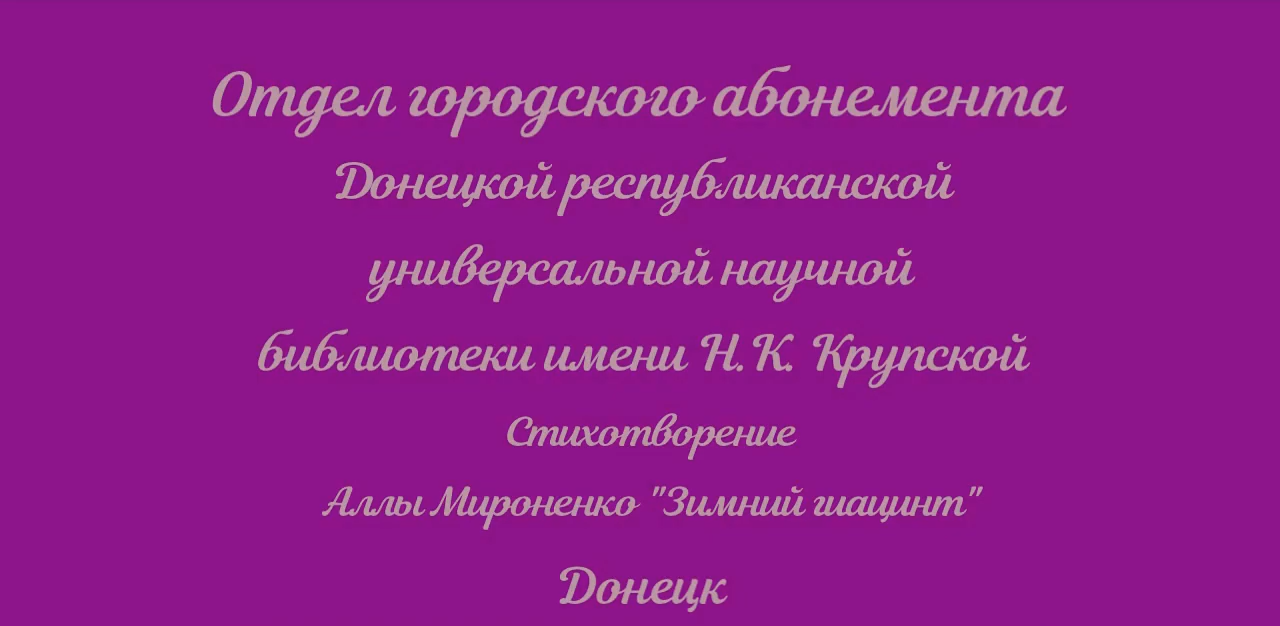 Отдел городского абонемента
Донецкой республиканской
универсальной научной
библиотеки имени Н. К. Крупской
Стихотворение
Аллы Мироненко "Зимний гиацинт"
Донецк